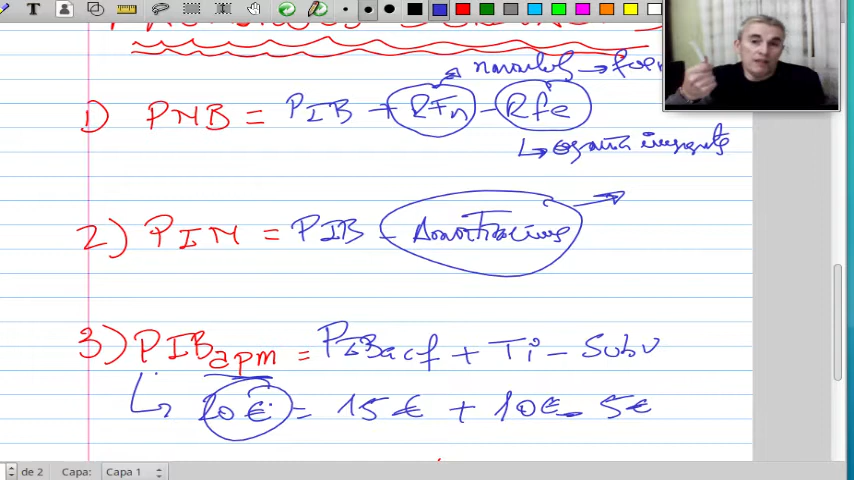 1) PNB = PIB + RFn - Rfe
2) PIN = PIB - Amortizaciones
3) PIBapm = PIBacf + Ti - Subv
20 € = 15 € + 10 € - 5 €
de 2 Capa: Capa 1